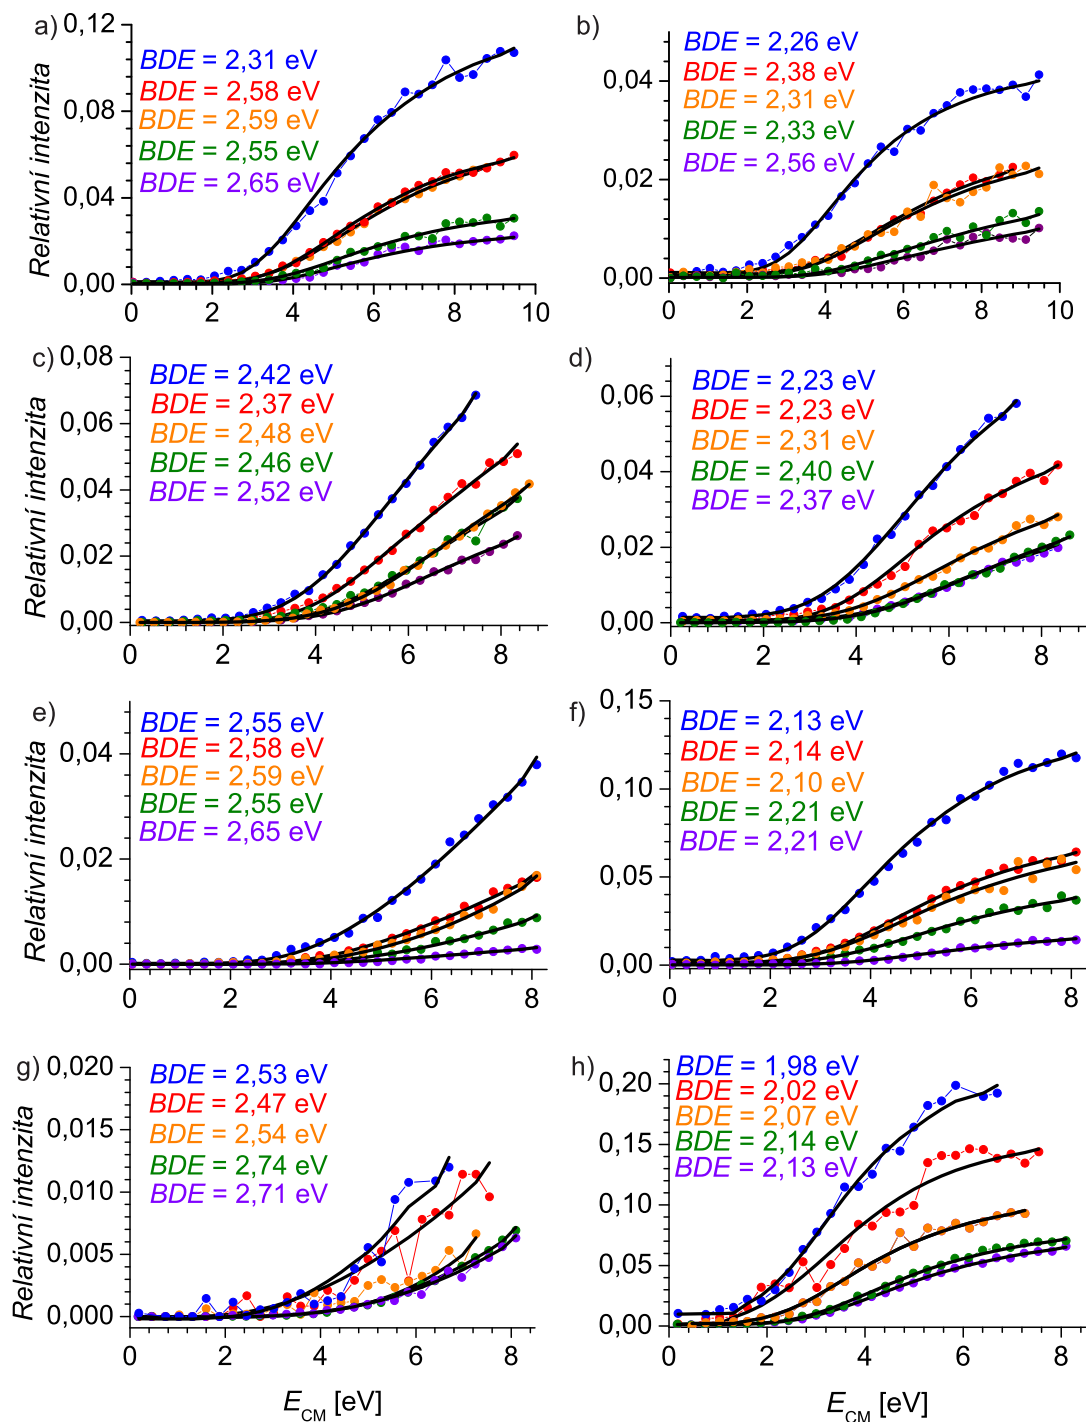 a)
0,12
0,08
0,04
0,00
Relativní intenzita
BDE = 2,31 eV
BDE = 2,58 eV
BDE = 2,59 eV
BDE = 2,55 eV
BDE = 2,65 eV
0 2 4 6 8 10
b)
0,04
0,02
0,00
BDE = 2,26 eV
BDE = 2,38 eV
BDE = 2,31 eV
BDE = 2,33 eV
BDE = 2,56 eV
0 2 4 6 8 10
c)
0,08
0,06
0,04
0,02
0,00
Relativní intenzita
BDE = 2,42 eV
BDE = 2,37 eV
BDE = 2,48 eV
BDE = 2,46 eV
BDE = 2,52 eV
0 2 4 6 8
d)
0,06
0,04
0,02
0,00
BDE = 2,23 eV
BDE = 2,23 eV
BDE = 2,31 eV
BDE = 2,40 eV
BDE = 2,37 eV
0 2 4 6 8
e)
0,04
0,02
0,00
Relativní intenzita
BDE = 2,55 eV
BDE = 2,58 eV
BDE = 2,59 eV
BDE = 2,55 eV
BDE = 2,65 eV
0 2 4 6 8
f)
0,15
0,10
0,05
0,00
BDE = 2,13 eV
BDE = 2,14 eV
BDE = 2,10 eV
BDE = 2,21 eV
BDE = 2,21 eV
0 2 4 6 8
g)
0,020
0,015
0,010
0,005
0,000
Relativní intenzita
BDE = 2,53 eV
BDE = 2,47 eV
BDE = 2,54 eV
BDE = 2,74 eV
BDE = 2,71 eV
0 2 4 6 8
E CM [eV]
h)
0,20
0,15
0,10
0,05
0,00
BDE = 1,98 eV
BDE = 2,02 eV
BDE = 2,07 eV
BDE = 2,14 eV
BDE = 2,13 eV
0 2 4 6 8
E CM [eV]